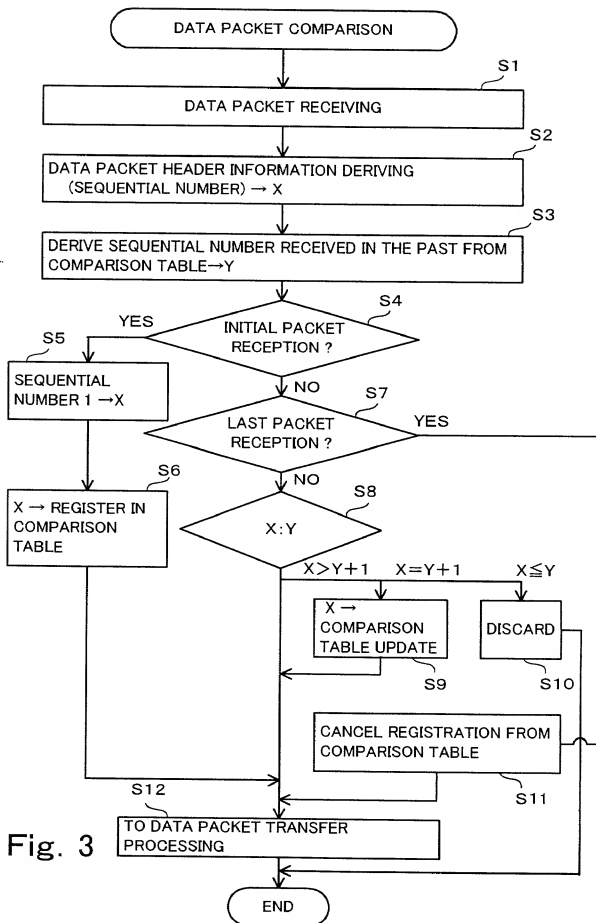 DATA PACKET COMPARISON
S1
DATA PACKET RECEIVING
S2
DATA PACKET HEADER INFORMATION DERIVING
(SEQUENTIAL NUMBER) → X
S3
DERIVE SEQUENTIAL NUMBER RECEIVED IN THE PAST FROM
COMPARISON TABLE→Y
S4
YES
INITIAL PACKET
RECEPTION ?
S5
SEQUENTIAL
NUMBER 1 →X
NO
S7
YES
LAST PACKET
RECEPTION ?
S6
NO
X → REGISTER IN
COMPARISON
TABLE
S8
X:Y
X>Y+1
X=Y+1
X≦Y
X →
COMPARISON
TABLE UPDATE
S9
DISCARD
S10
CANCEL REGISTRATION FROM
COMPARISON TABLE
S11
S12
TO DATA PACKET TRANSFER
PROCESSING
Fig. 3
END